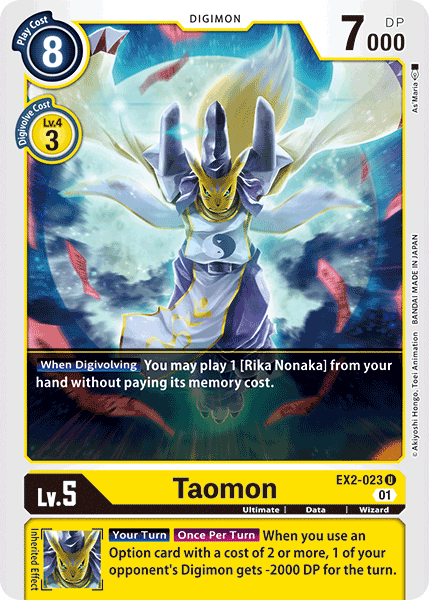 Play Cost
8
DIGIMON
DP
7000
Digivolve Cost
Lv.4
3
As'Maria
When Digivolving You may play 1 [Rika Nonaka] from your
hand without paying its memory cost.
©Akiyoshi Hongo, Toei Animation BANDAI MADE IN JAPAN
Lv.5
Taomon
EX2-023 U
01
Ultimate | Data | Wizard
Inherited Effect
Your Turn Once Per Turn When you use an
Option card with a cost of 2 or more, 1 of your
opponent's Digimon gets -2000 DP for the turn.